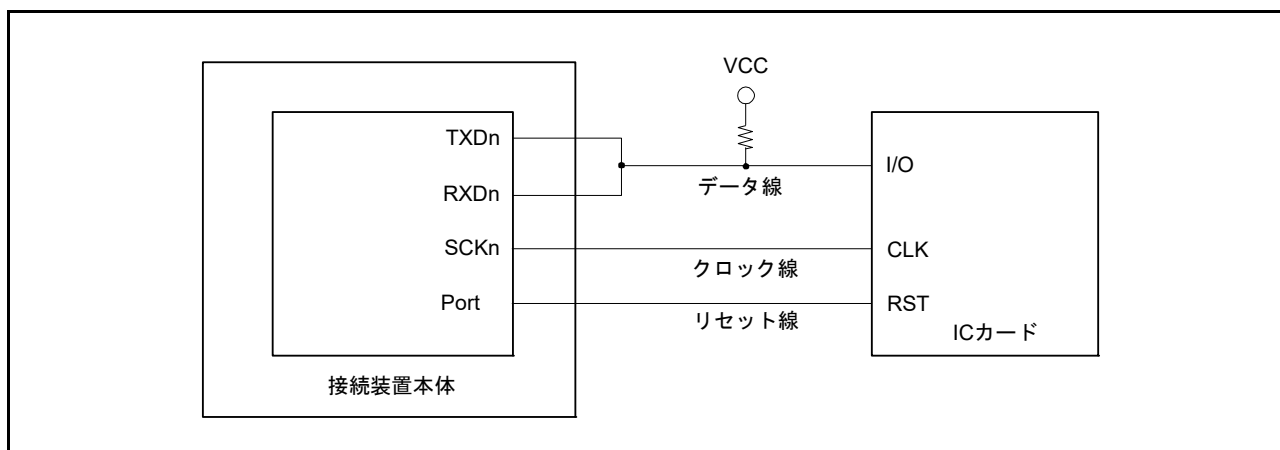 VCC
TXDn
RXDn
SCKn
Port
接続装置本体
データ線
クロック線
リセット線
I/O
CLK
RST
ICカード